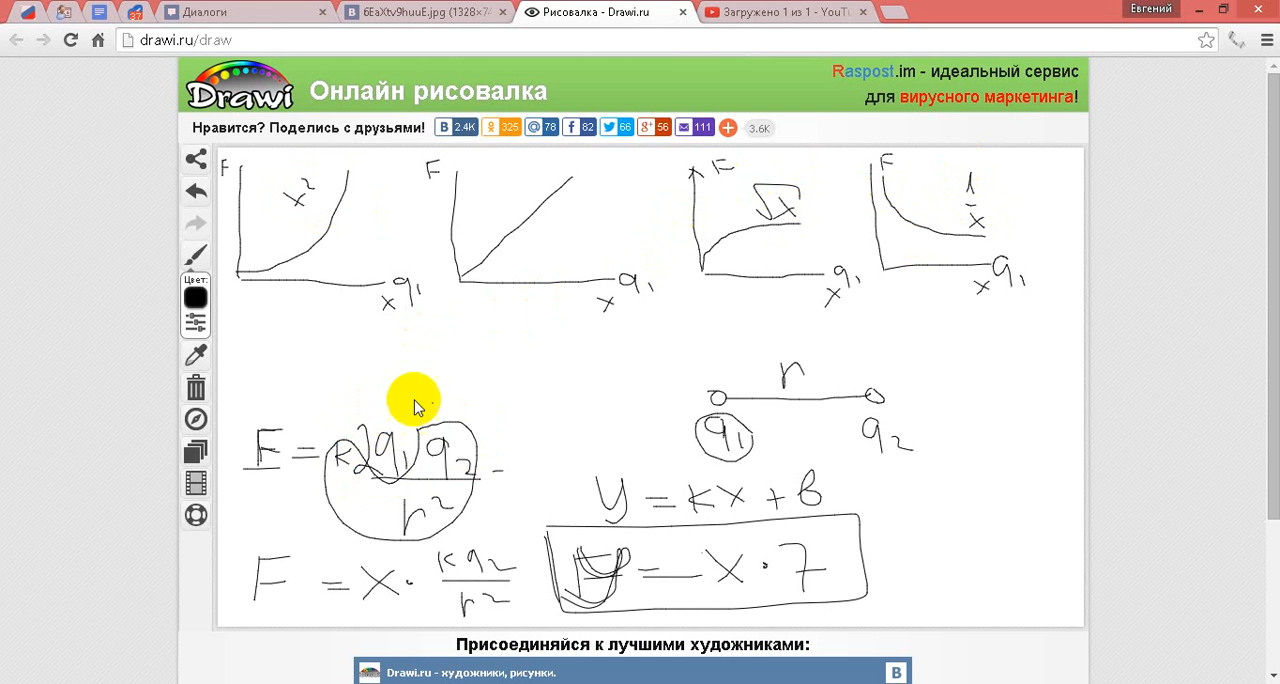 Евгений
Диалоги
6EaXtv9huuE.jpg (1328×74
Рисовалка - Drawi.ru
Загружено 1 из 1 - YouTu
drawi.ru/draw
Drawi
Онлайн рисовалка
Raspost.im - идеальный сервис
для вирусного маркетинга!
Нравится? Поделись с друзьями!
2.4K 325 78 82 66 56 111 3.6K
F F F F
x² √x 1/x
q₁ q₁ q₁ q₁
x x x x
Цвет:
r
q₁ q₂
F = k q₁ q₂ / r² =
y = kx + b
F = x · kq₂ / r²
y = x · 7
Присоединяйся к лучшими художниками:
Drawi.ru - художники, рисунки.
B